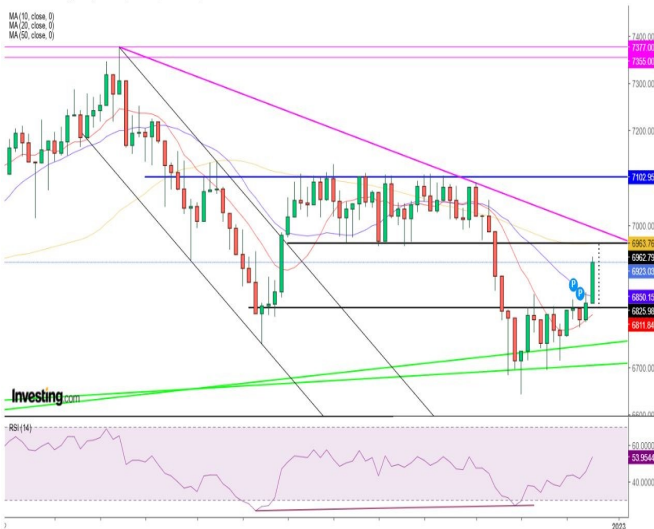 MA (10, close, 0)
MA (20, close, 0)
MA (50, close, 0)
7400.00
7377.00
7355.00
7300.00
7200.00
7102.95
7000.00
6963.76
6962.79
6923.03
6850.15
6825.98
6811.84
6700.00
6600.00
P
P
Investing.com
RSI (14)
60.0000
53.9544
40.0000
2023